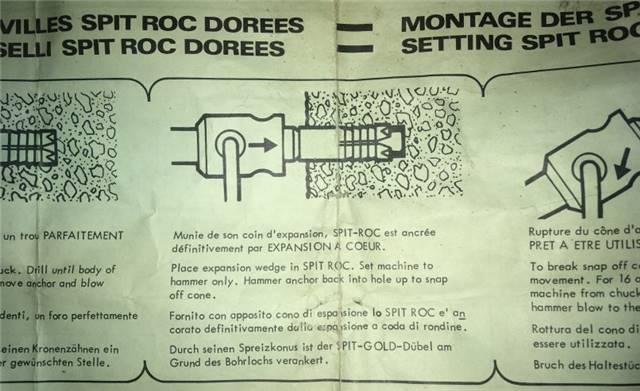 VILLES SPIT ROC DOREES
SELLI SPIT ROC DOREES
=
MONTAGE DER SP
SETTING SPIT ROC
un trou PARFAITEMENT
uck. Drill until body of
move anchor and blow
denti, un foro perfettamente
einen Kronenzähnen ein
er gewünschten Stelle.
Munie de son coin d'expansion, SPIT-ROC est ancrée
définitivement par EXPANSION A COEUR.
Place expansion wedge in SPIT ROC. Set machine to
hammer only. Hammer anchor back into hole up to snap
off cone.
Fornito con apposito cono di espansione lo SPIT ROC e' an
corato definitivamente dalla espansione a coda di rondine.
Durch seinen Spreizkonus ist der SPIT-GOLD-Dübel am
Grund des Bohrlochs verankert.
Rupture du cône d'a
PRET A ETRE UTILIS
To break snap off c
movement. For 16 a
machine from chuck
hammer blow to the
Rottura del cono di
essere utilizzata.
Bruch des Haltestüc